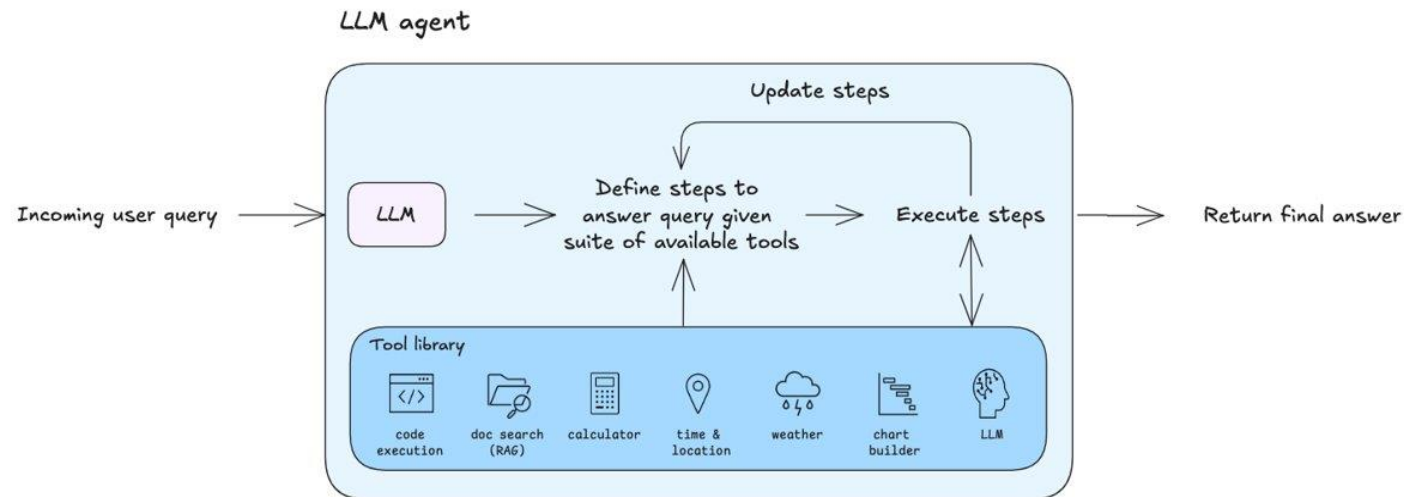 LLM agent
Update steps
Incoming user query
LLM
Define steps to
answer query given
suite of available tools
Execute steps
Return final answer
Tool library
code
execution
doc search
(RAG)
calculator
time &
location
weather
chart
builder
LLM